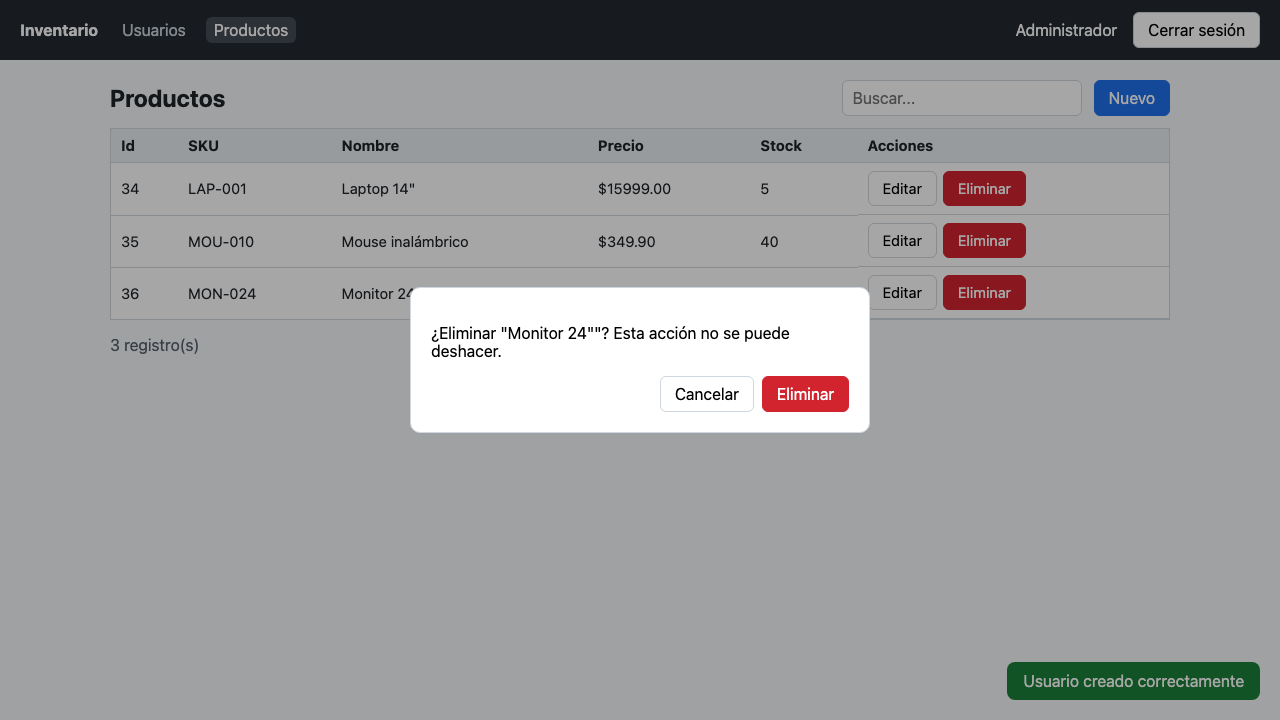 Inventario Usuarios Productos Administrador Cerrar sesión
Productos Buscar... Nuevo
Id SKU Nombre Precio Stock Acciones
34 LAP-001 Laptop 14" $15999.00 5 Editar Eliminar
35 MOU-010 Mouse inalámbrico $349.90 40 Editar Eliminar
36 MON-024 Monitor 24 Editar Eliminar
3 registro(s)
¿Eliminar "Monitor 24""? Esta acción no se puede
deshacer.
Cancelar Eliminar
Usuario creado correctamente